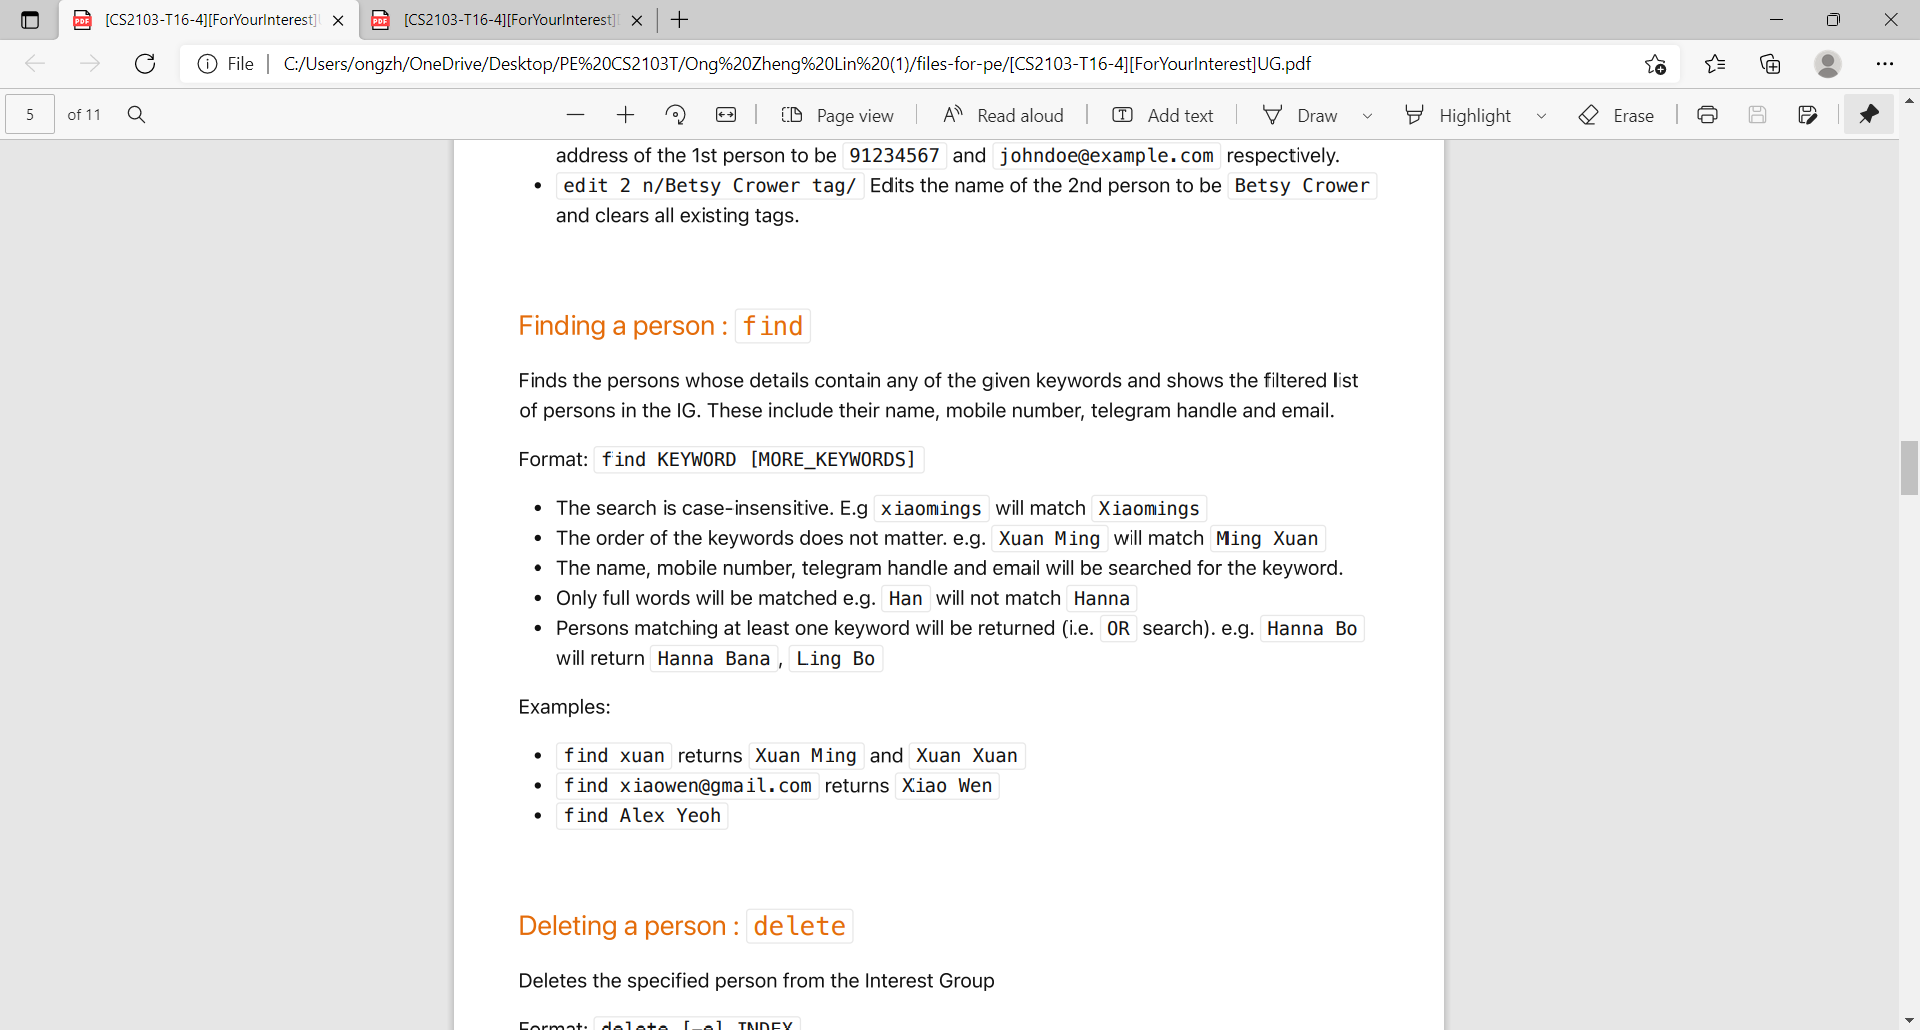 [CS2103-T16-4][ForYourInterest]
[CS2103-T16-4][ForYourInterest]
File
C:/Users/ongzh/OneDrive/Desktop/PE%20CS2103T/Ong%20Zheng%20Lin%20(1)/files-for-pe/[CS2103-T16-4][ForYourInterest]UG.pdf
5 of 11
Page view
Read aloud
Add text
Draw
Highlight
Erase
address of the 1st person to be 91234567 and johndoe@example.com respectively.
• edit 2 n/Betsy Crower tag/ Edits the name of the 2nd person to be Betsy Crower
and clears all existing tags.
Finding a person : find
Finds the persons whose details contain any of the given keywords and shows the filtered list
of persons in the IG. These include their name, mobile number, telegram handle and email.
Format: find KEYWORD [MORE_KEYWORDS]
• The search is case-insensitive. E.g xiaomings will match Xiaomings
• The order of the keywords does not matter. e.g. Xuan Ming will match Ming Xuan
• The name, mobile number, telegram handle and email will be searched for the keyword.
• Only full words will be matched e.g. Han will not match Hanna
• Persons matching at least one keyword will be returned (i.e. OR search). e.g. Hanna Bo
will return Hanna Bana , Ling Bo
Examples:
• find xuan returns Xuan Ming and Xuan Xuan
• find xiaowen@gmail.com returns Xiao Wen
• find Alex Yeoh
Deleting a person : delete
Deletes the specified person from the Interest Group
Format: delete [-e] INDEX